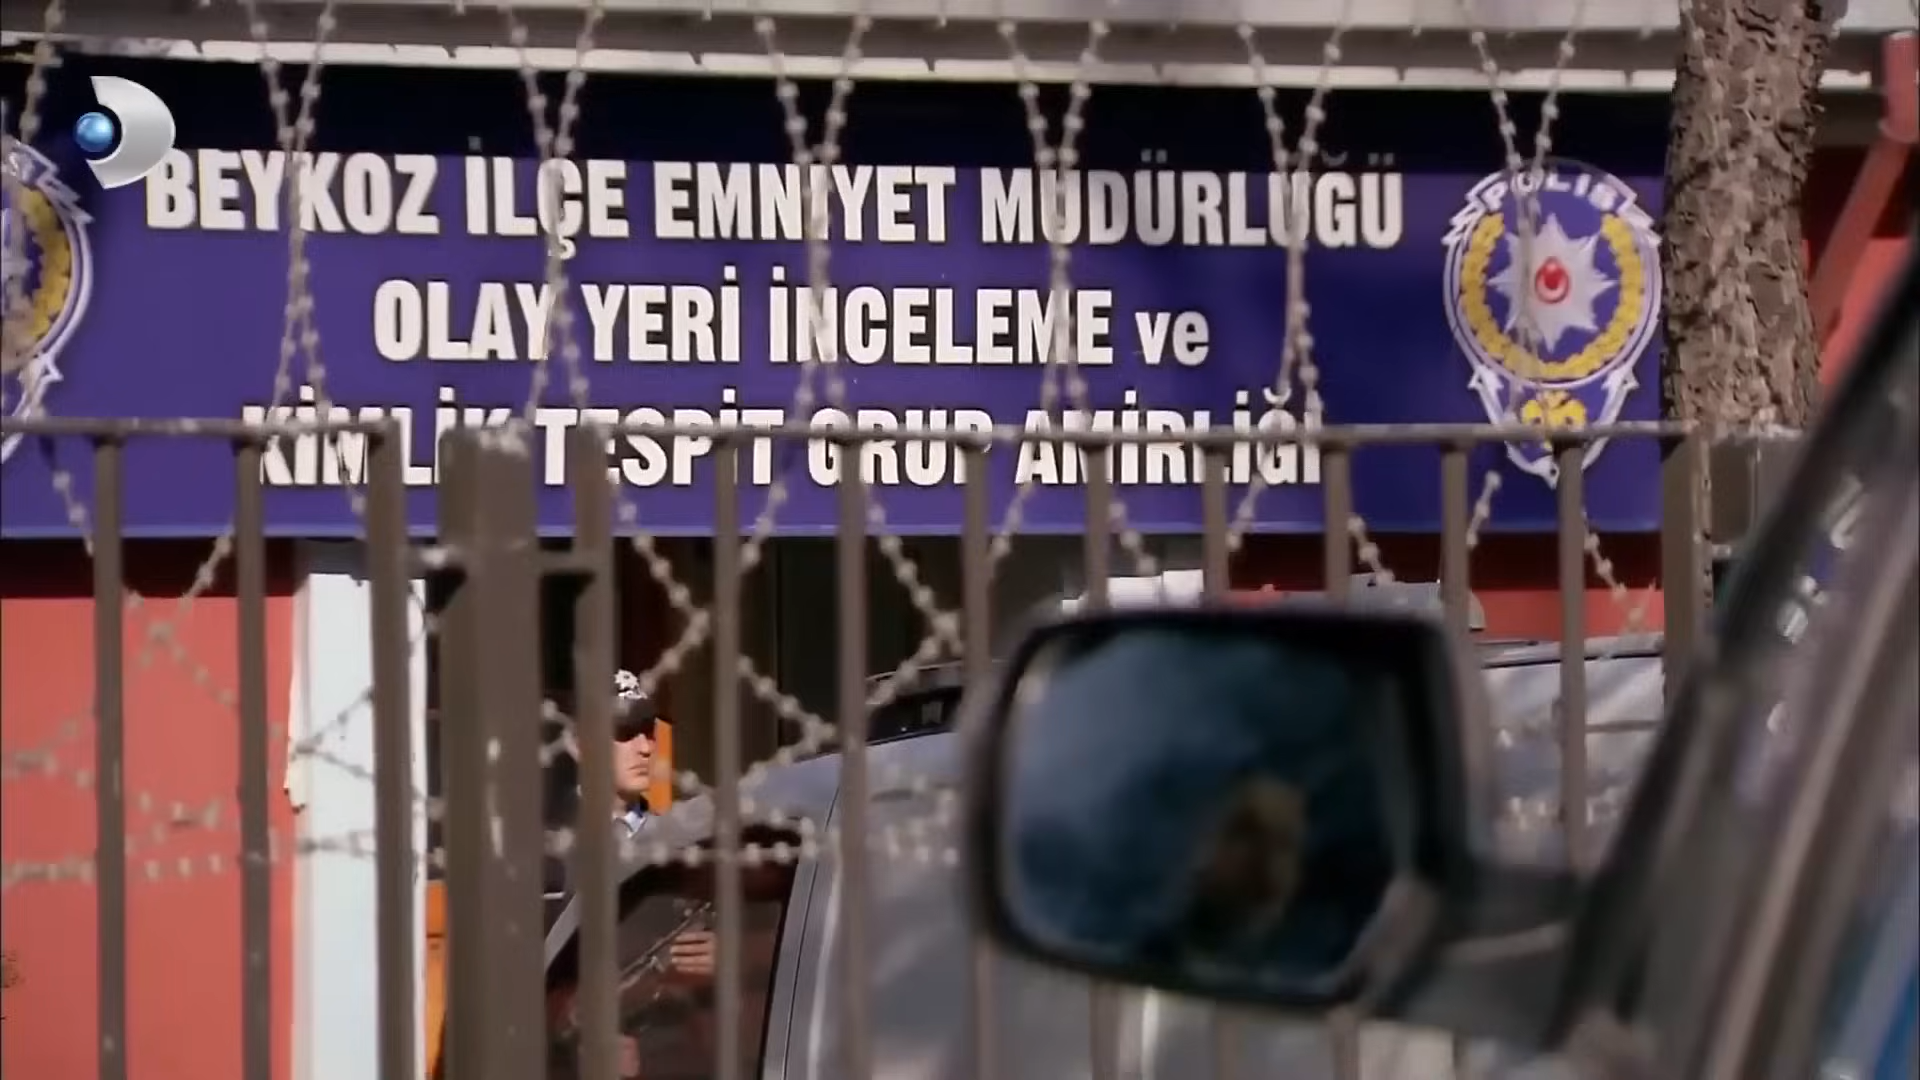 BEYKOZ İLÇE EMNİYET MÜDÜRLÜĞÜ
OLAY YERİ İNCELEME ve
KİMLİK TESPİT GRUP AMİRLİĞİ
POLİS